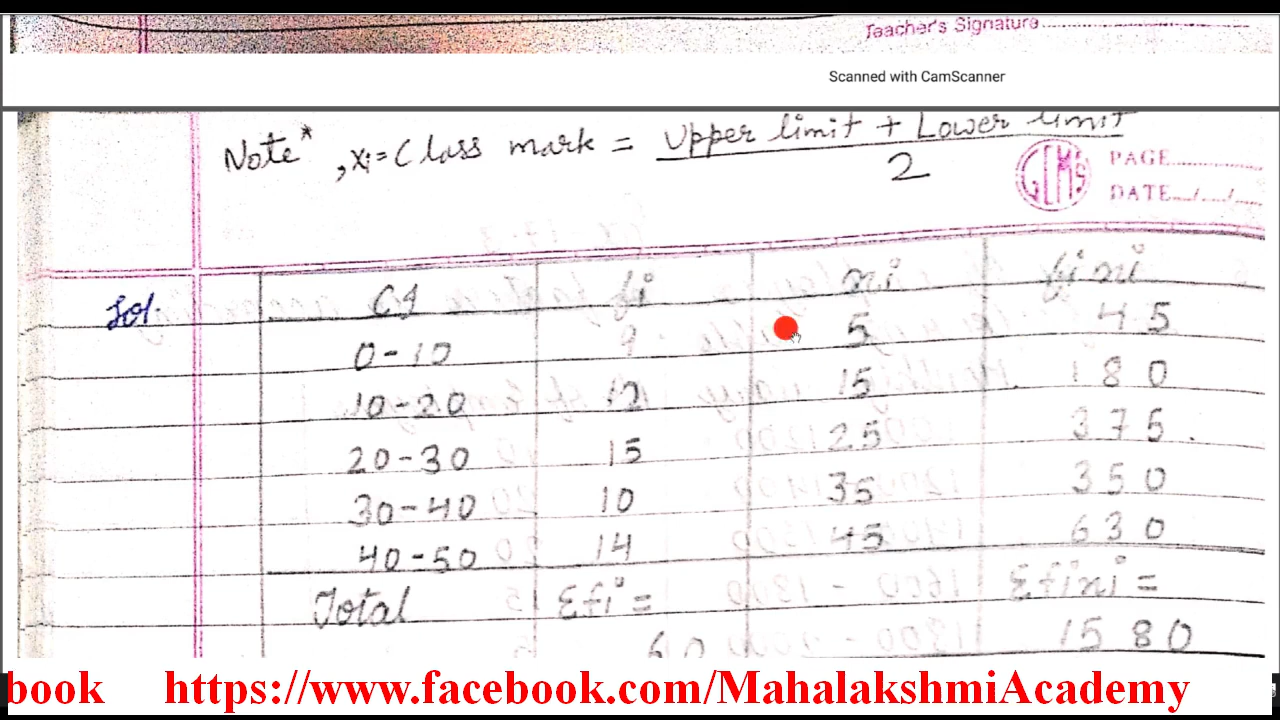 Teacher's Signature....................
Scanned with CamScanner
Note* , xi = Class mark = Upper limit + Lower limit
2
GEMS
PAGE..............
DATE..../..../......
Sol.
CI fi xi fixi
0-10 9 5 45
10-20 12 15 180
20-30 15 25 375.
30-40 10 35 350
40-50 14 45 630
Total Σfi = Σfixi =
60 1580
book https://www.facebook.com/MahalakshmiAcademy